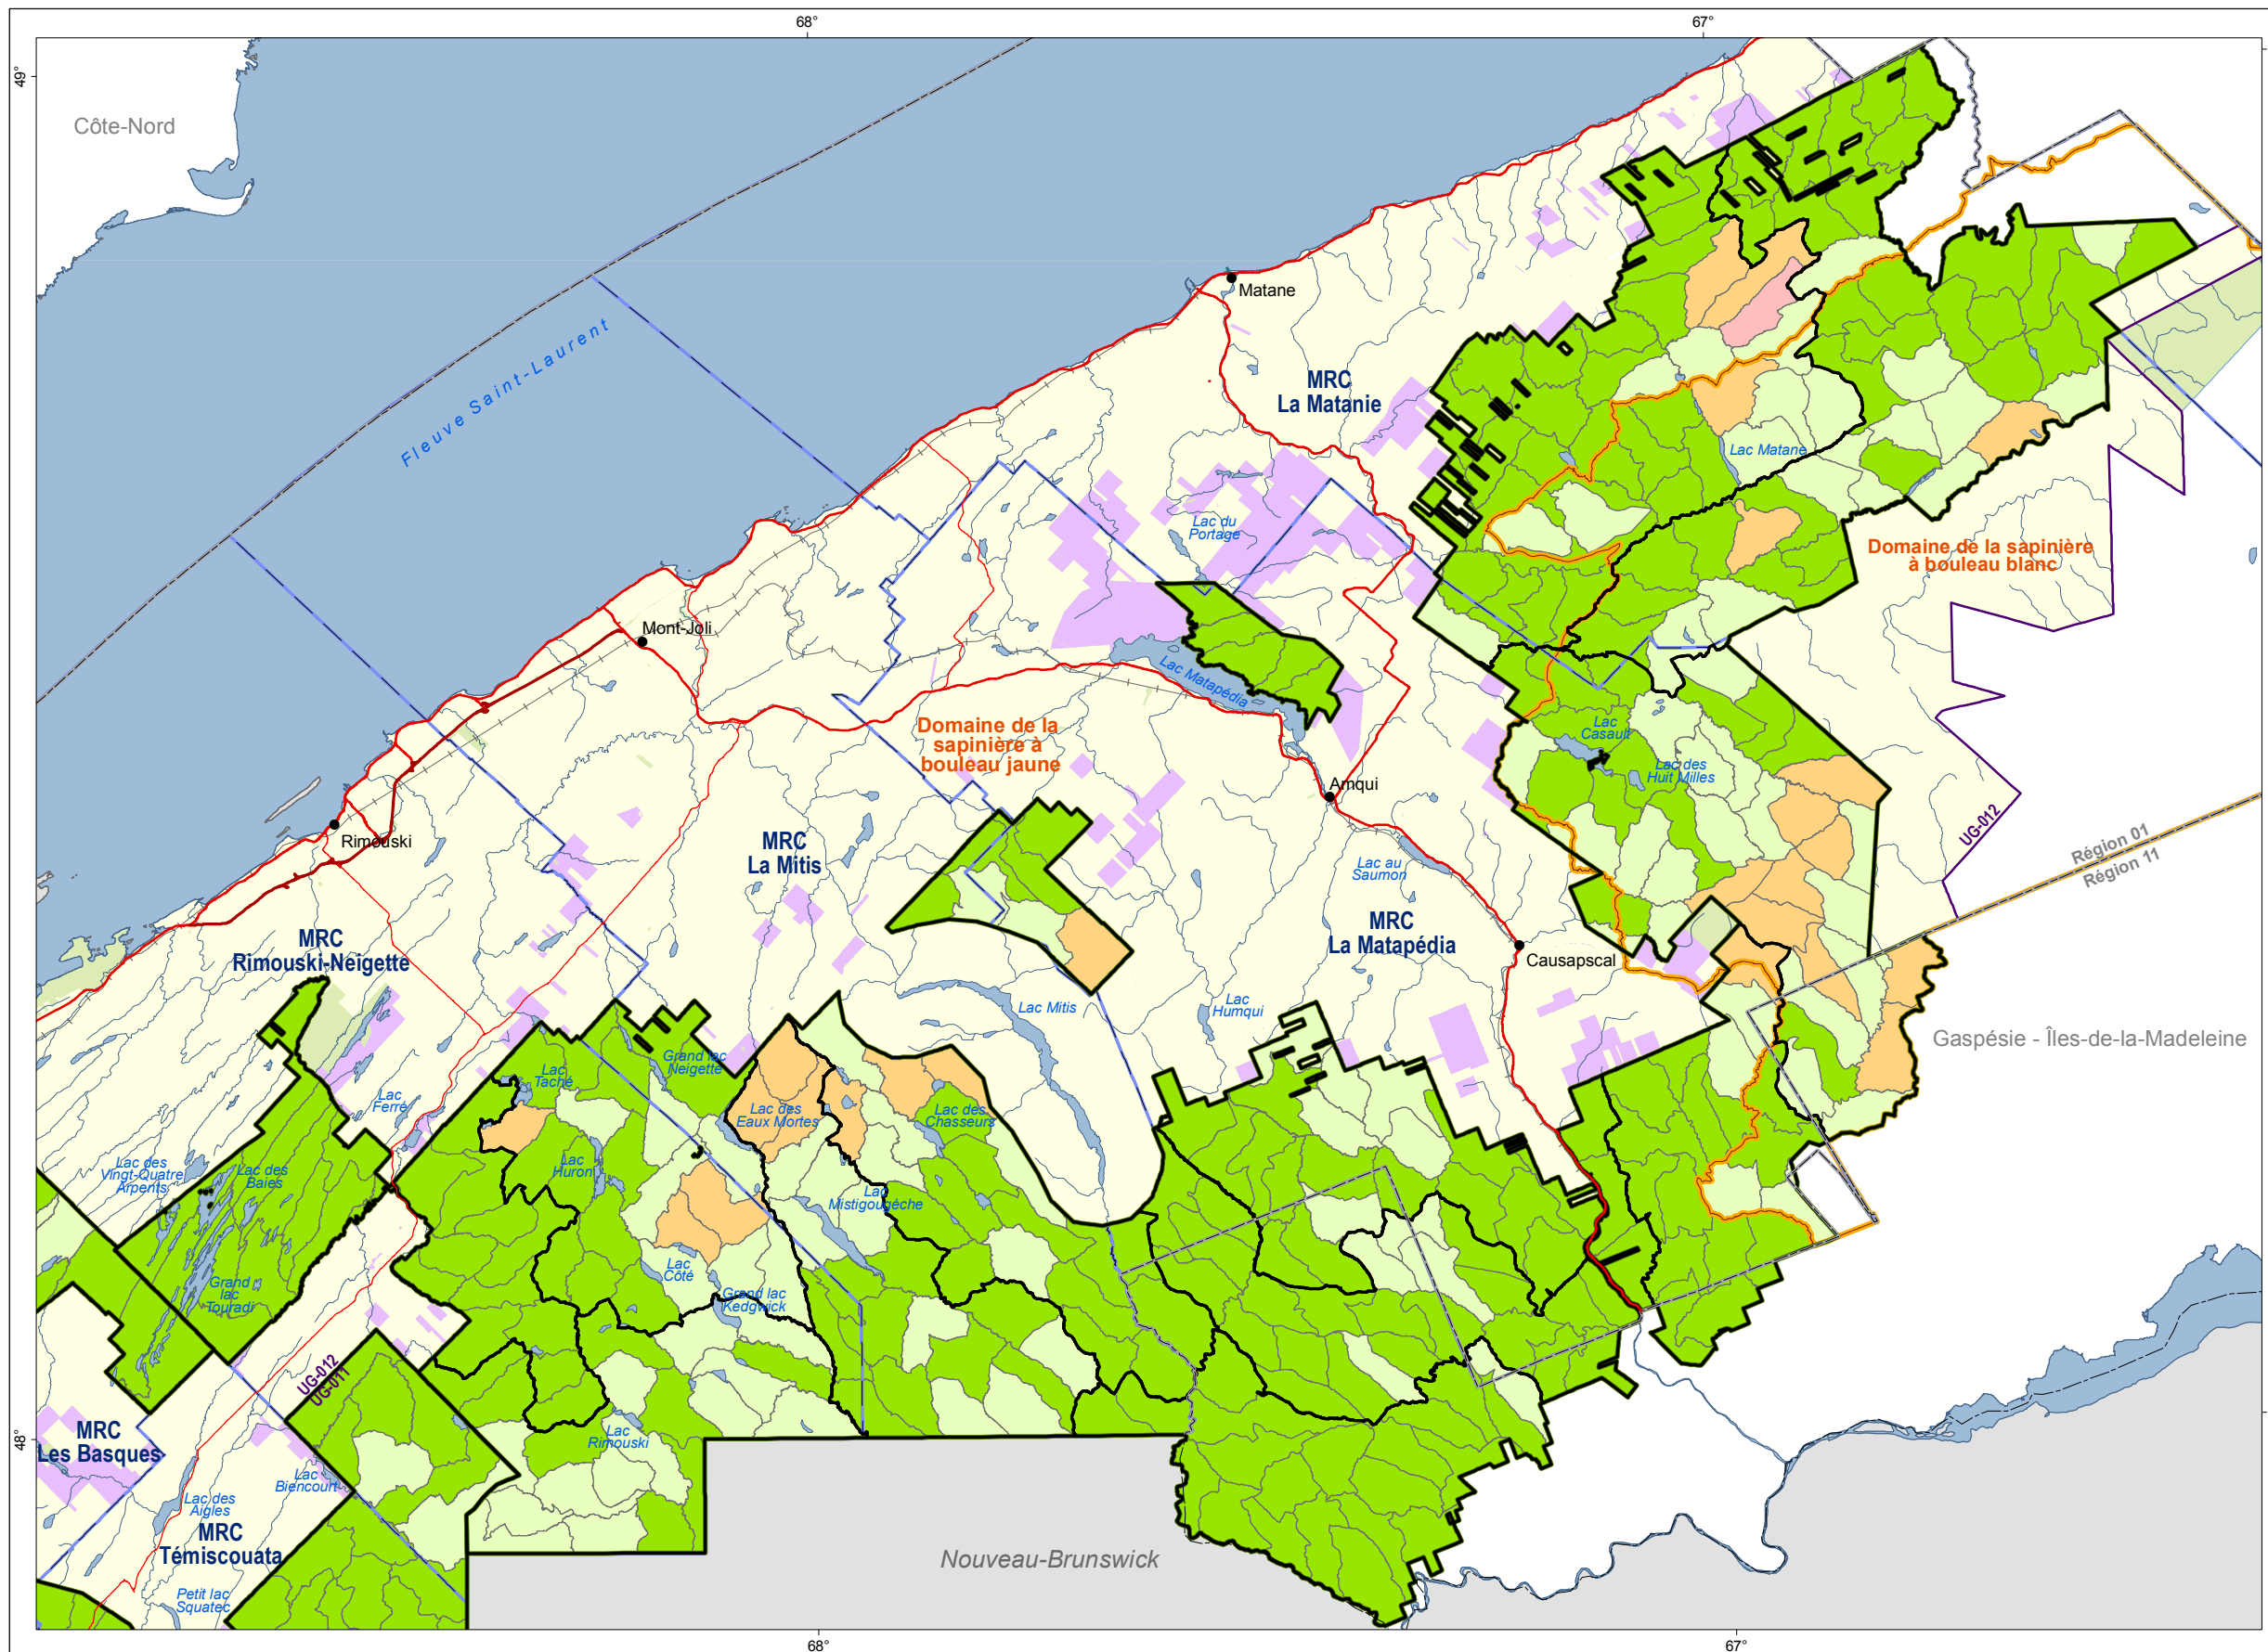 68°
67°
49°
Côte-Nord
Matane
Fleuve Saint-Laurent
MRC
La Matanie
Lac Matane
Lac du
Portage
Domaine de la sapinière
à bouleau blanc
Mont-Joli
Lac Matapédia
Domaine de la
sapinière à
bouleau jaune
Lac
Casault
Lac des
Huit Milles
Amqui
UG-012
Rimouski
MRC
La Mitis
Lac au
Saumon
Région 01
Région 11
MRC
Rimouski-Neigette
MRC
La Matapédia
Causapscal
Lac Mitis
Lac
Humqui
Gaspésie - Îles-de-la-Madeleine
Grand lac
Neigette
Lac
Taché
Lac
Ferré
Lac des
Eaux Mortes
Lac des
Chasseurs
Lac des
Vingt-Quatre
Arpents
Lac des
Baies
Lac
Huron
Lac
Mistigougèche
Lac
Côté
Grand
lac
Touradi
Grand lac
Kedgwick
UG-012
UG-011
MRC
Les Basques
Lac
Rimouski
Lac
Biencourt
Lac des
Aigles
MRC
Témiscouata
Nouveau-Brunswick
Petit lac
Squatec
48°
68°
67°